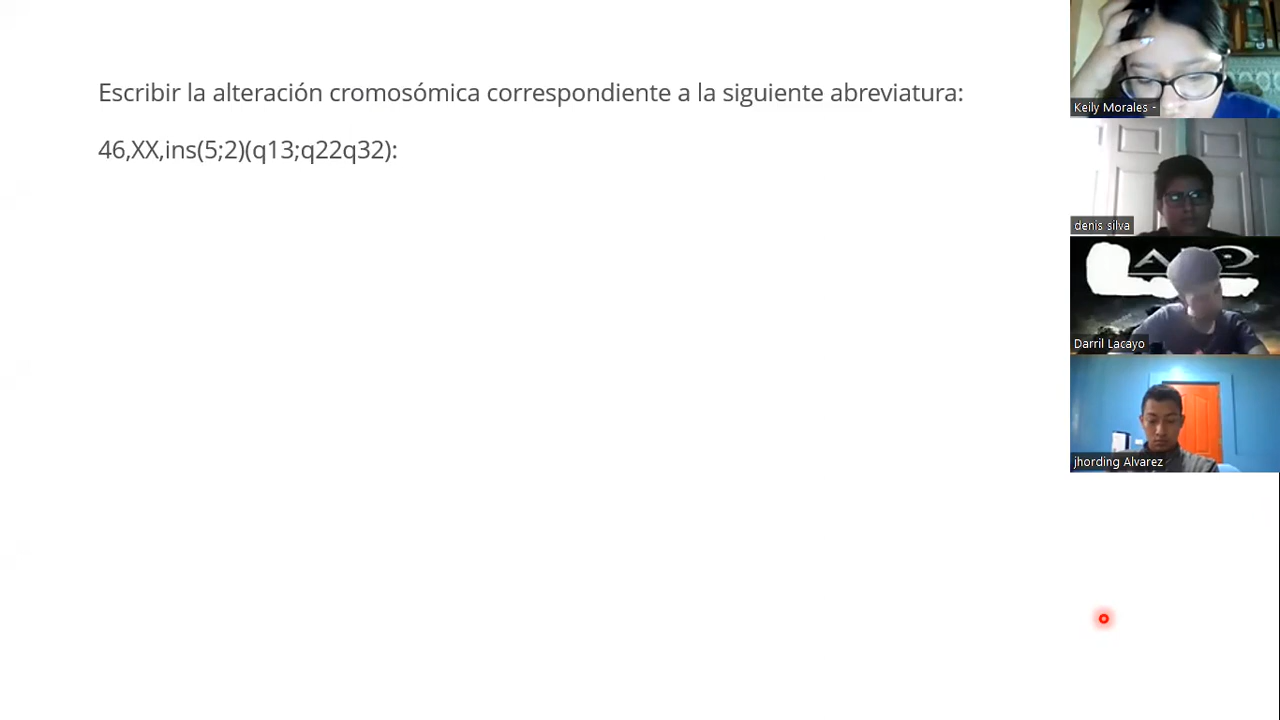 Escribir la alteración cromosómica correspondiente a la siguiente abreviatura:
46,XX,ins(5;2)(q13;q22q32):
Keily Morales -
denis silva
Darril Lacayo
jhording Alvarez